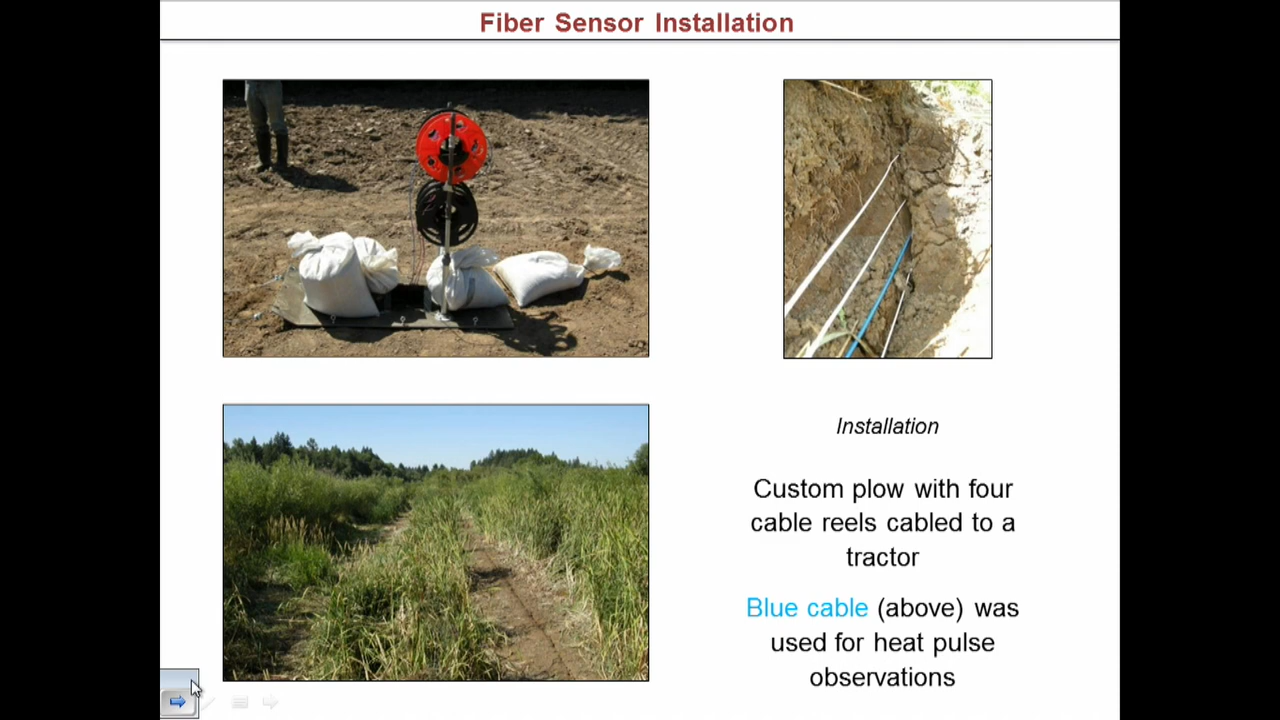 Fiber Sensor Installation
Installation
Custom plow with four
cable reels cabled to a
tractor
Blue cable (above) was
used for heat pulse
observations